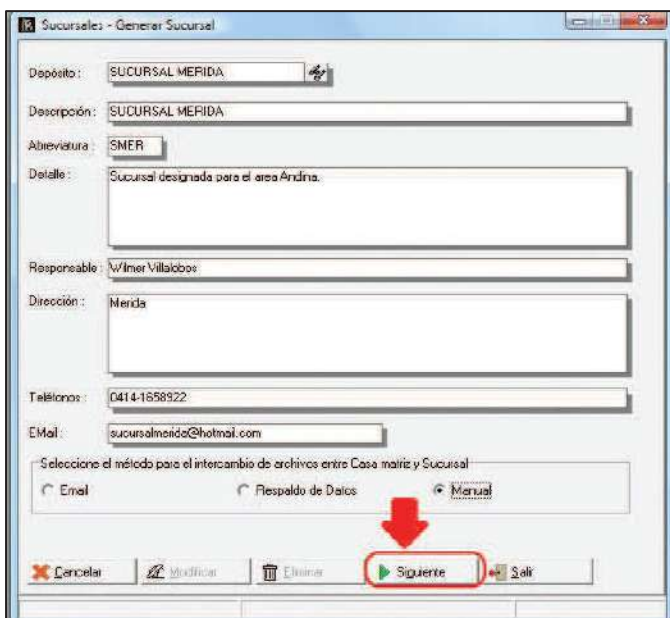 Sucursales - Generar Sucursal
Depósito : SUCURSAL MERIDA
Descripción : SUCURSAL MERIDA
Abreviatura : SMER
Detalle : Sucursal designada para el area Andina.
Responsable : Wilmer Villalobos
Dirección : Merida
Teléfonos : 0414-1658922
EMail : sucursalmerida@hotmail.com
Seleccione el método para el intercambio de archivos entre Casa matriz y Sucursal
Email Respaldo de Datos Manual
Cancelar Modificar Eliminar Siguiente Salir